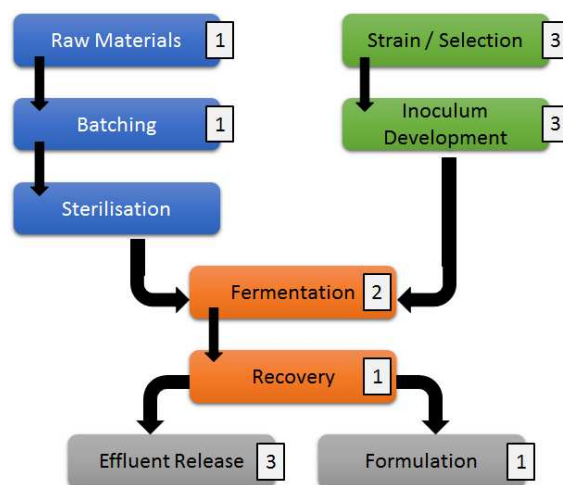 Raw Materials 1
Strain / Selection 3
Batching 1
Inoculum
Development 3
Sterilisation
Fermentation 2
Recovery 1
Effluent Release 3
Formulation 1